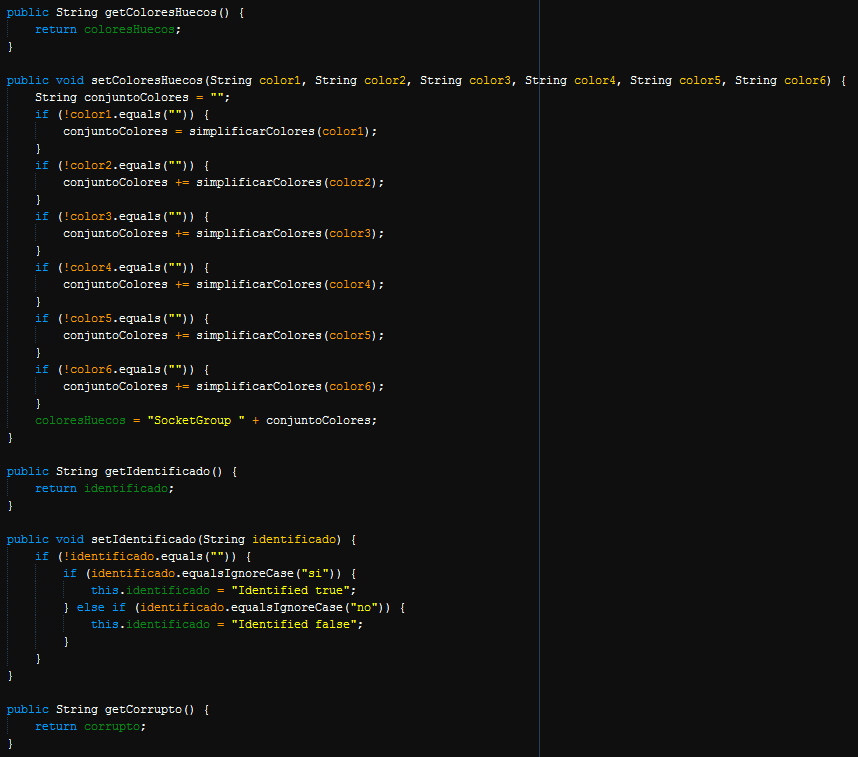 public String getColoresHuecos() {
return coloresHuecos;
}
public void setColoresHuecos(String color1, String color2, String color3, String color4, String color5, String color6) {
String conjuntoColores = "";
if (!color1.equals("")) {
conjuntoColores = simplificarColores(color1);
}
if (!color2.equals("")) {
conjuntoColores += simplificarColores(color2);
}
if (!color3.equals("")) {
conjuntoColores += simplificarColores(color3);
}
if (!color4.equals("")) {
conjuntoColores += simplificarColores(color4);
}
if (!color5.equals("")) {
conjuntoColores += simplificarColores(color5);
}
if (!color6.equals("")) {
conjuntoColores += simplificarColores(color6);
}
coloresHuecos = "SocketGroup " + conjuntoColores;
}
public String getIdentificado() {
return identificado;
}
public void setIdentificado(String identificado) {
if (!identificado.equals("")) {
if (identificado.equalsIgnoreCase("si")) {
this.identificado = "Identified true";
} else if (identificado.equalsIgnoreCase("no")) {
this.identificado = "Identified false";
}
}
}
public String getCorrupto() {
return corrupto;
}